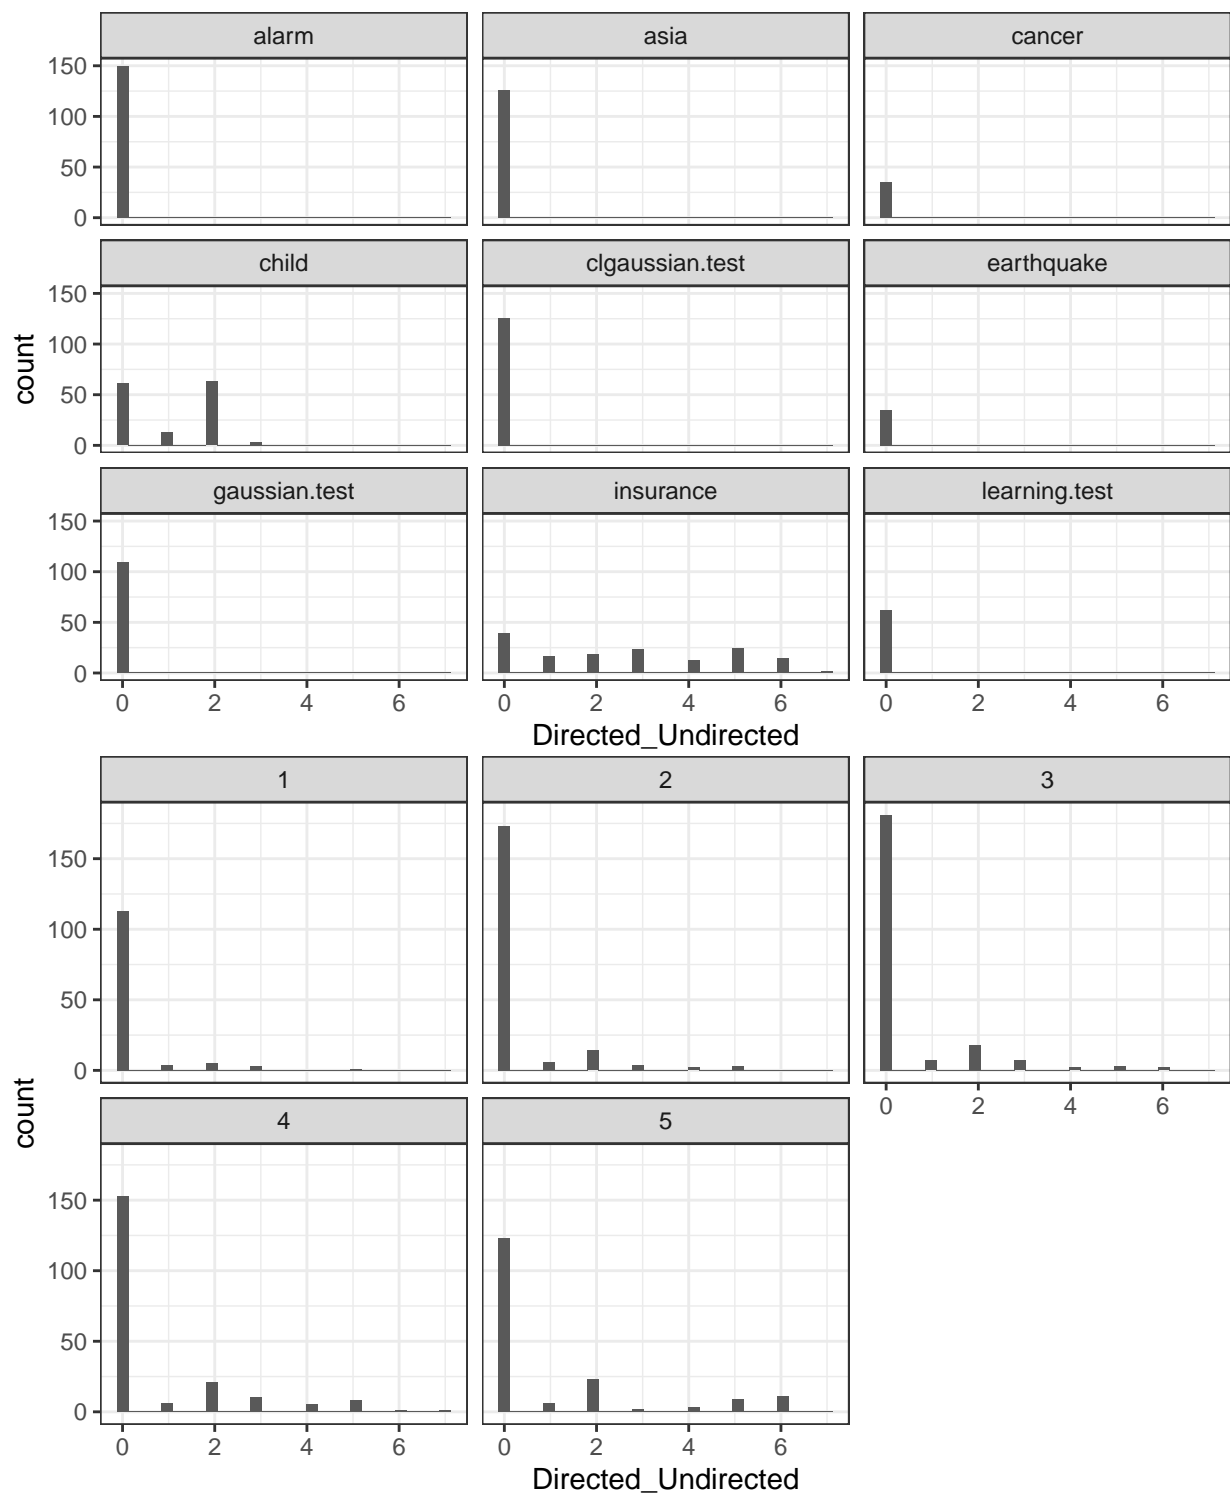 alarm asia cancer
150
100
50
0
child clgaussian.test earthquake
150
100
50
0
count
gaussian.test insurance learning.test
150
100
50
0
0 2 4 6 0 2 4 6 0 2 4 6
Directed_Undirected
1 2 3
150
100
50
0
0 2 4 6
count
4 5
150
100
50
0
0 2 4 6 0 2 4 6
Directed_Undirected